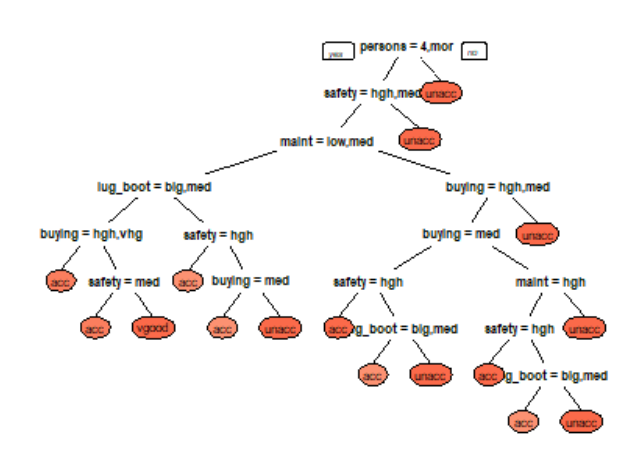 yes persons = 4,mor no
safety = hgh,med unacc
maint = low,med unacc
lug_boot = big,med buying = hgh,med
buying = hgh,vhg safety = hgh buying = med unacc
acc safety = med acc buying = med safety = hgh maint = hgh
acc vgood acc unacc acc g_boot = big,med safety = hgh unacc
acc unacc acc g_boot = big,med
acc unacc